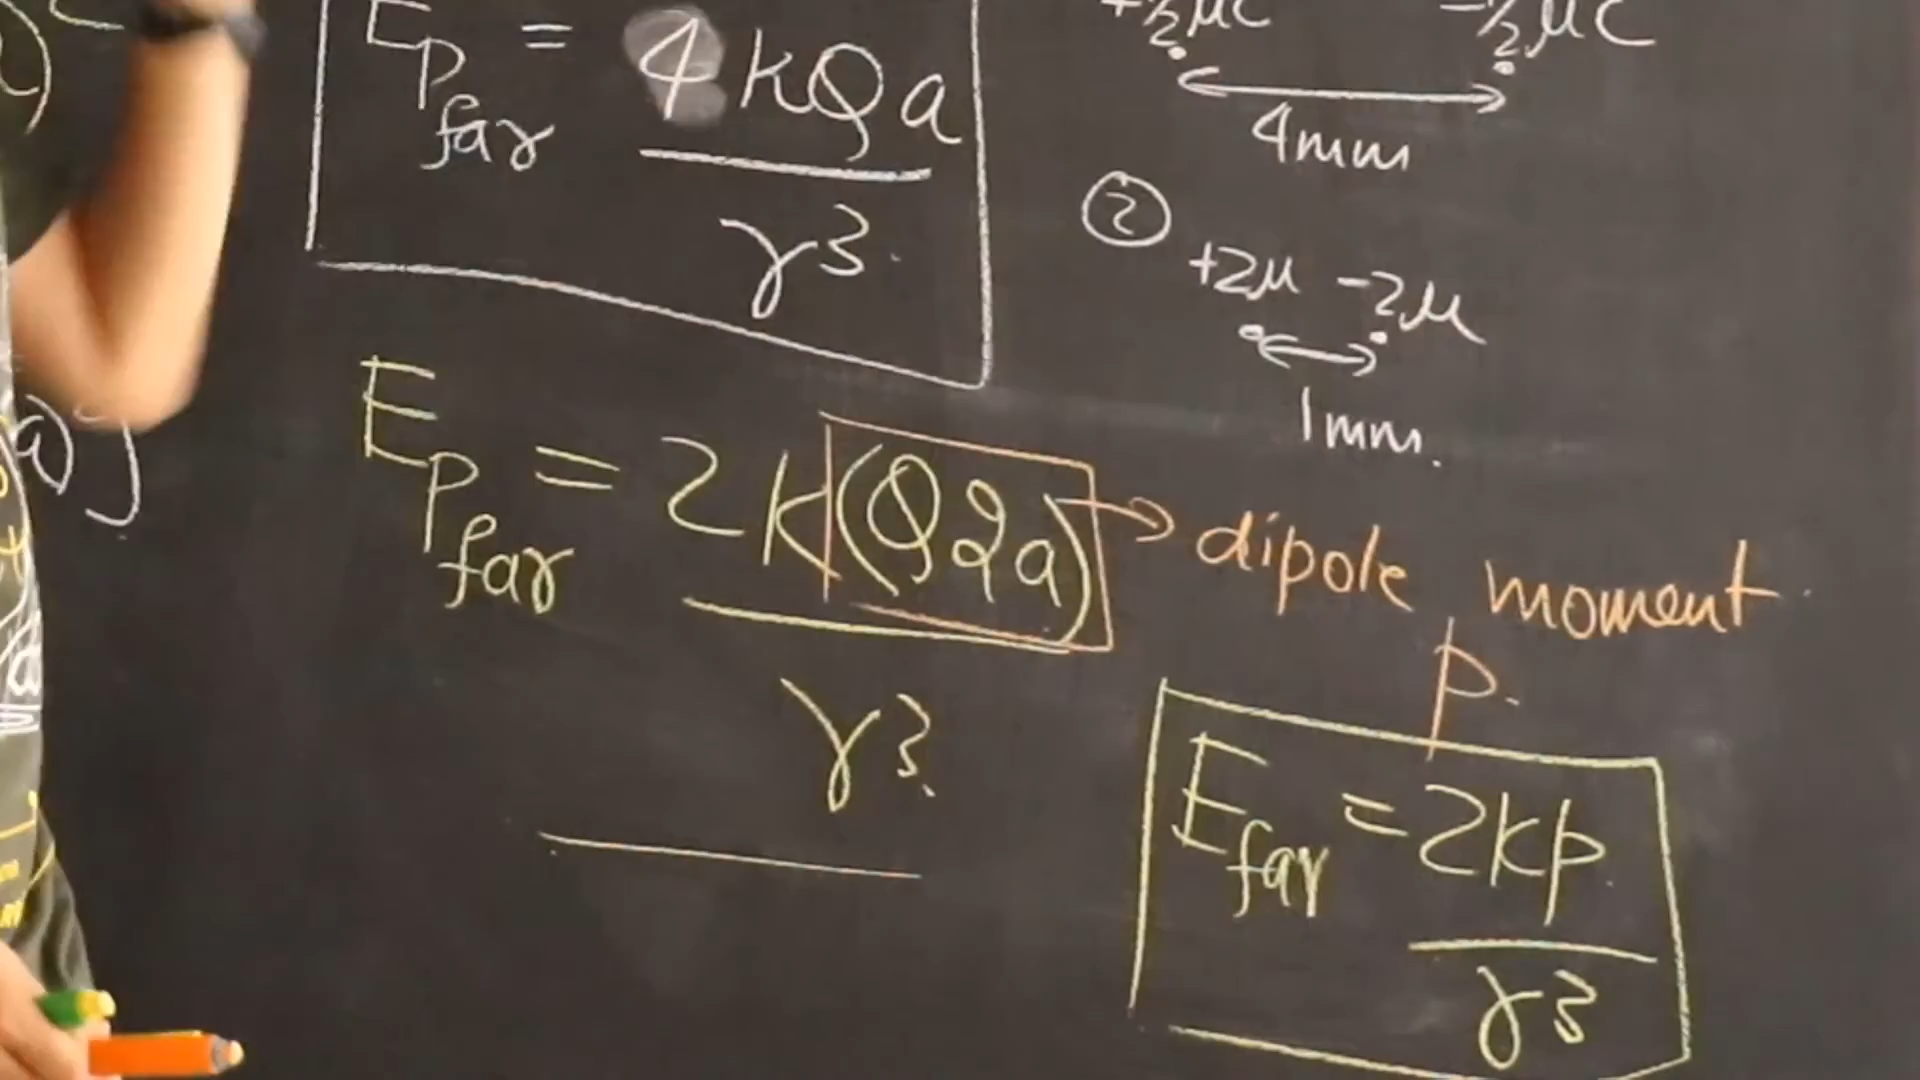 E_P far = 4kQa
r³
+½μC -½μC
4mm
②
+2μ -2μ
1mm.
E_P far = 2k(Q2a) → dipole moment
p.
r³
E_far = 2kp
r³